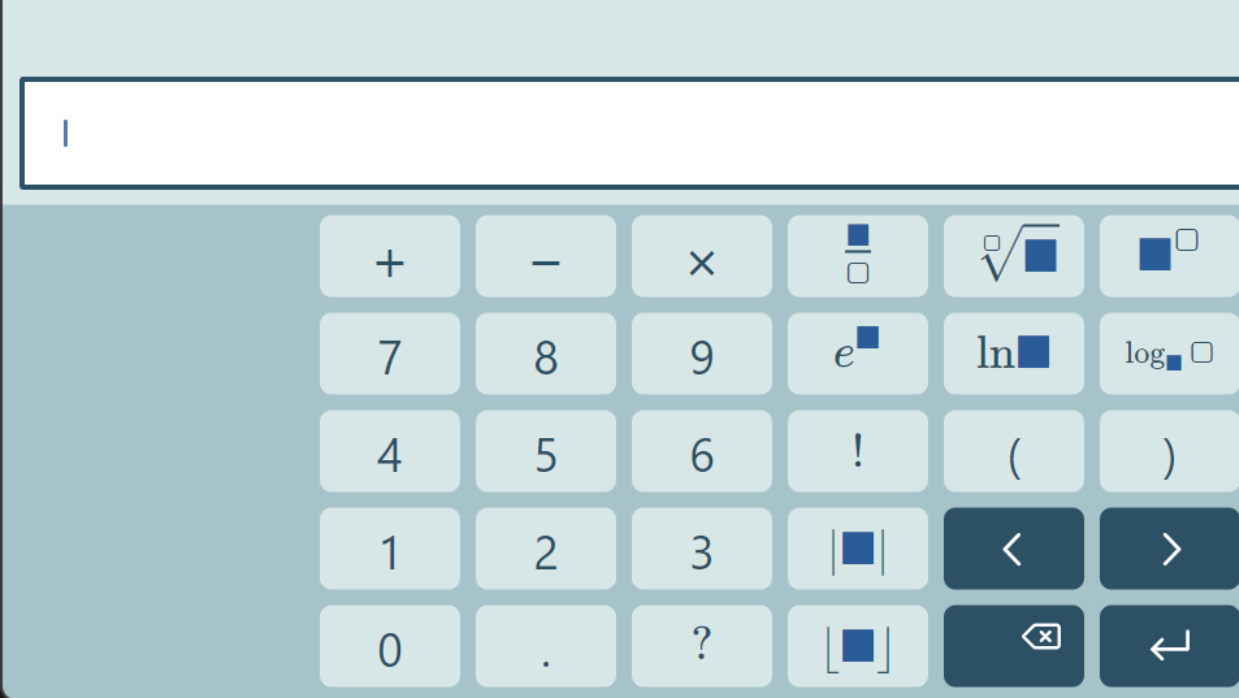 + − × ■/□ □√■ ■□
7 8 9 e■ ln■ log■□
4 5 6 ! ( )
1 2 3 |■| < >
0 . ? ⌊■⌋